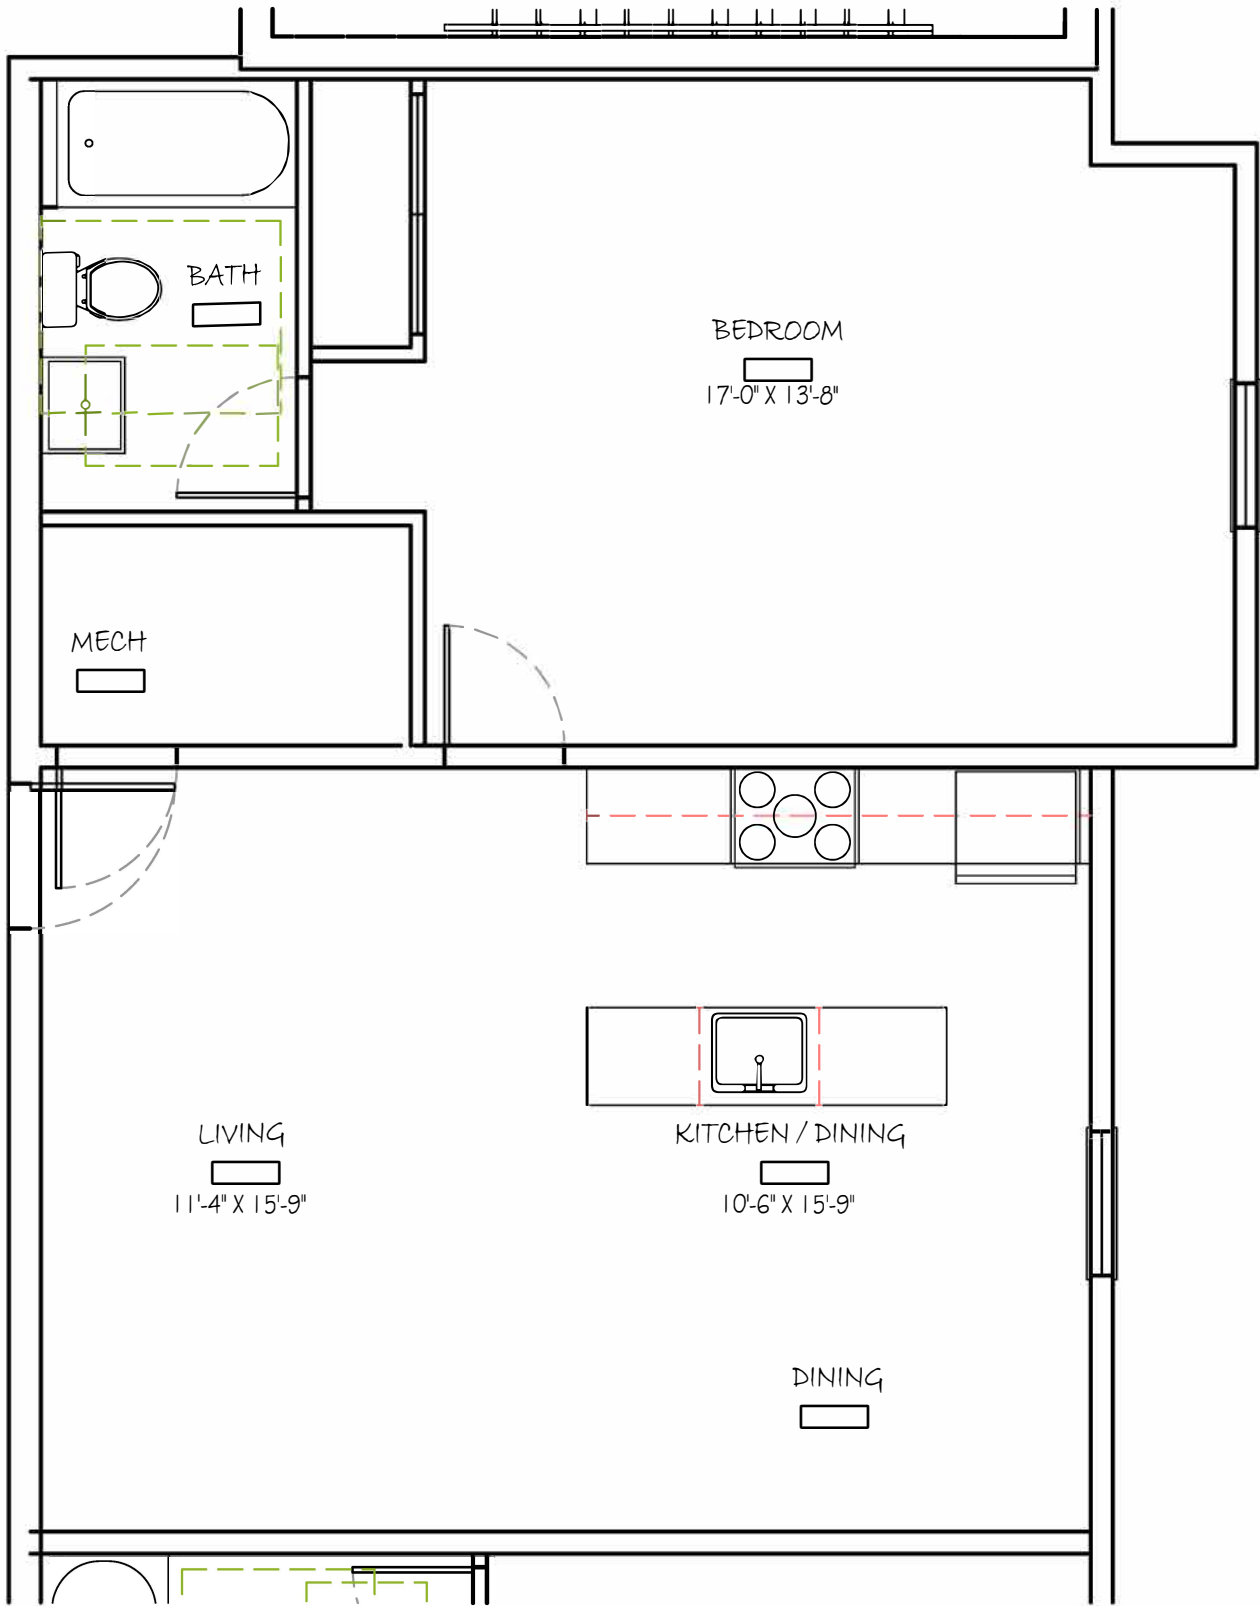 BATH
BEDROOM
17'-0" X 13'-8"
MECH
LIVING
11'-4" X 15'-9"
KITCHEN / DINING
10'-6" X 15'-9"
DINING